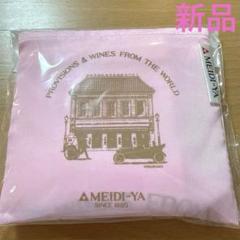 新品
PROVISIONS & WINES FROM THE WORLD
MEIDI-YA
MEIDI-YA
SINCE 1885